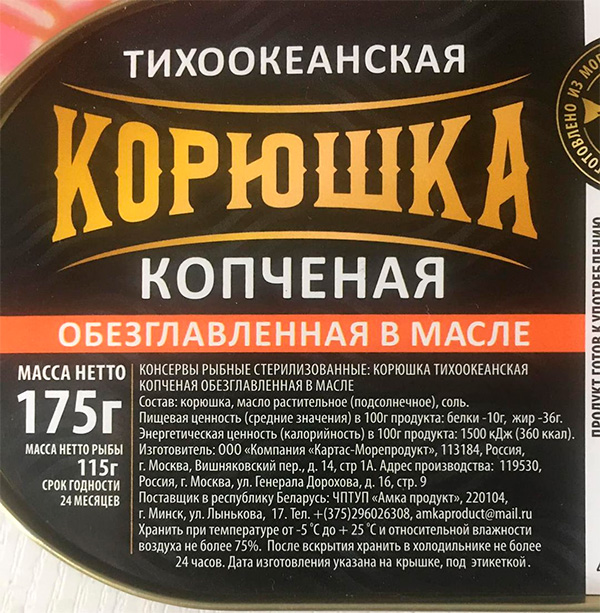 ТИХООКЕАНСКАЯ
КОРЮШКА
КОПЧЕНАЯ
ОБЕЗГЛАВЛЕННАЯ В МАСЛЕ
МАССА НЕТТО
175г
МАССА НЕТТО РЫБЫ
115г
СРОК ГОДНОСТИ
24 МЕСЯЦЕВ
КОНСЕРВЫ РЫБНЫЕ СТЕРИЛИЗОВАННЫЕ: КОРЮШКА ТИХООКЕАНСКАЯ
КОПЧЕНАЯ ОБЕЗГЛАВЛЕННАЯ В МАСЛЕ
Состав: корюшка, масло растительное (подсолнечное), соль.
Пищевая ценность (средние значения) в 100г продукта: белки -10г, жир -36г.
Энергетическая ценность (калорийность) в 100г продукта: 1500 кДж (360 ккал).
Изготовитель: ООО «Компания «Картас-Морепродукт», 113184, Россия,
г. Москва, Вишняковский пер., д. 14, стр 1А. Адрес производства: 119530,
Россия, г. Москва, ул. Генерала Дорохова, д. 16, стр. 9
Поставщик в республику Беларусь: ЧПТУП «Амка продукт», 220104,
г. Минск, ул. Лынькова, 17. Тел. +(375)296026308, amkaproduct@mail.ru
Хранить при температуре от -5 °С до + 25 °С и относительной влажности
воздуха не более 75%. После вскрытия хранить в холодильнике не более
24 часов. Дата изготовления указана на крышке, под этикеткой.
ПРОДУКТ ГОТОВ К УПОТРЕБЛЕНИЮ
ИЗ